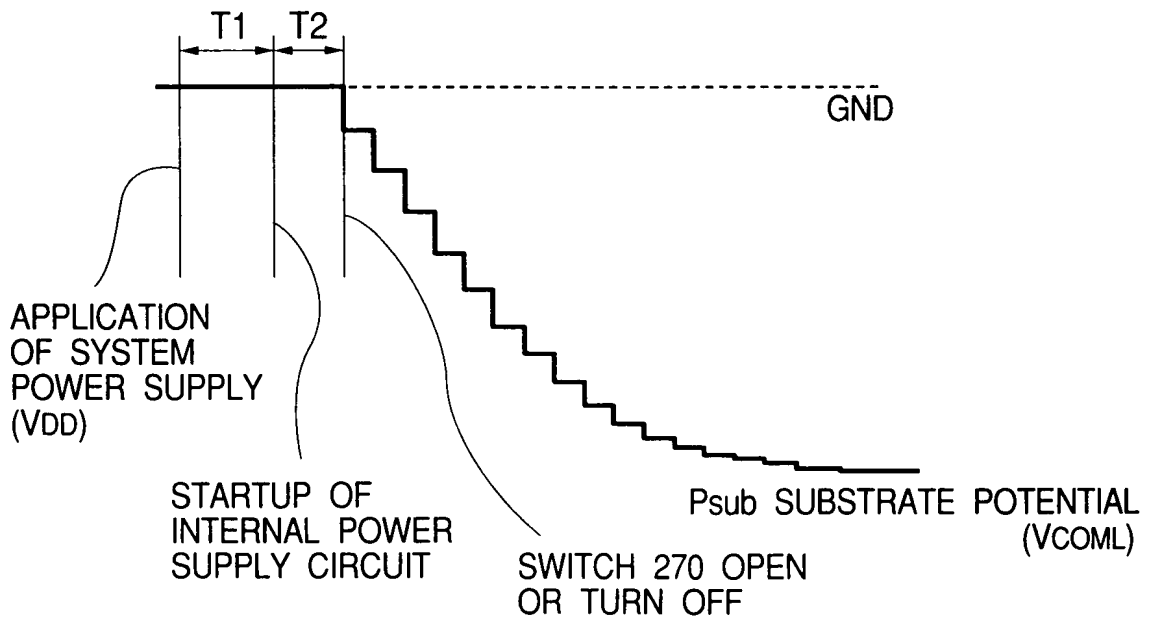 T1 T2
GND
APPLICATION
OF SYSTEM
POWER SUPPLY
(VDD)
STARTUP OF
INTERNAL POWER
SUPPLY CIRCUIT
SWITCH 270 OPEN
OR TURN OFF
Psub SUBSTRATE POTENTIAL
(VCOML)